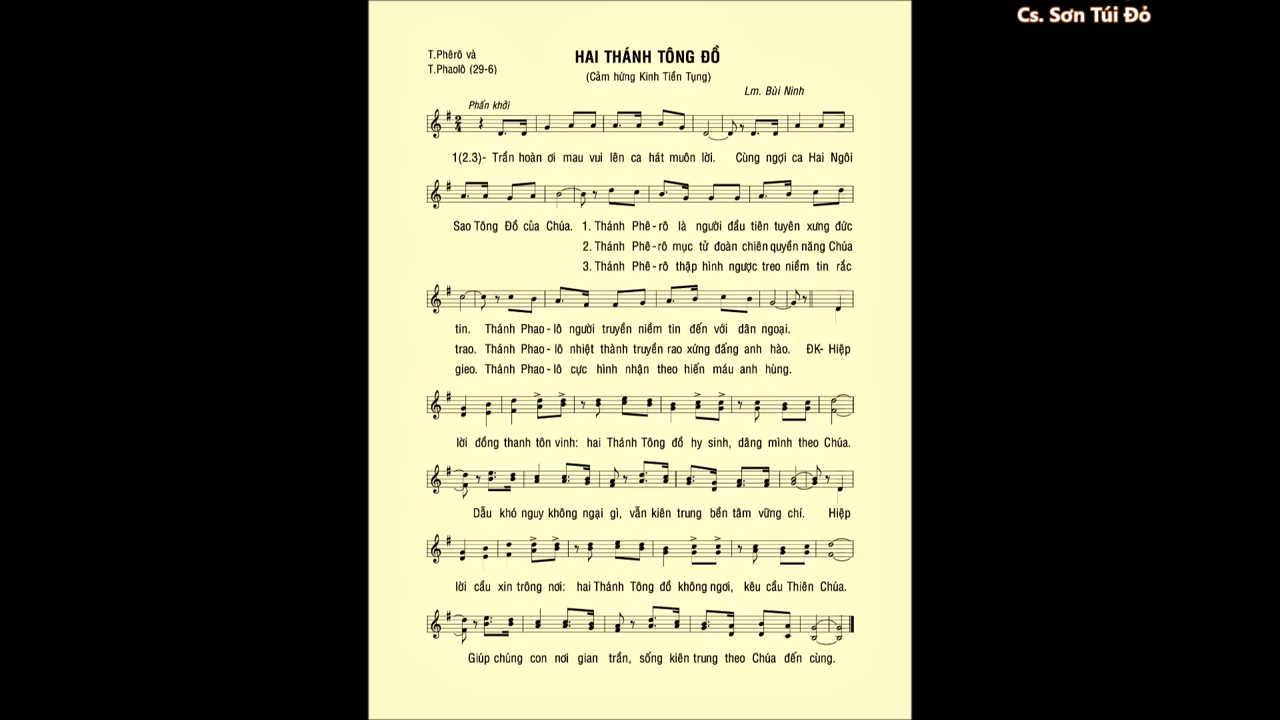 Cs. Sơn Túi Đỏ
T.Phêrô và
T.Phaolô (29-6)
HAI THÁNH TÔNG ĐỒ
(Cảm hứng Kinh Tiền Tụng)
Lm. Bùi Ninh
Phấn khởi
2
4
1(2.3)- Trần hoàn ơi mau vui lên ca hát muôn lời. Cùng ngợi ca Hai Ngôi
Sao Tông Đồ của Chúa. 1. Thánh Phê-rô là người đầu tiên tuyên xưng đức
2. Thánh Phê-rô mục tử đoàn chiên quyền năng Chúa
3. Thánh Phê-rô thập hình ngược treo niềm tin rắc
tin. Thánh Phao-lô người truyền niềm tin đến với dân ngoại.
trao. Thánh Phao-lô nhiệt thành truyền rao xứng đấng anh hào. ĐK- Hiệp
gieo. Thánh Phao-lô cực hình nhận theo hiến máu anh hùng.
lời đồng thanh tôn vinh: hai Thánh Tông đồ hy sinh, dâng mình theo Chúa.
Dẫu khó nguy không ngại gì, vẫn kiên trung bền tâm vững chí. Hiệp
lời cầu xin trông nơi: hai Thánh Tông đồ không ngơi, kêu cầu Thiên Chúa.
Giúp chúng con nơi gian trần, sống kiên trung theo Chúa đến cùng.